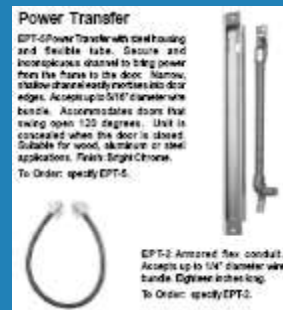 Power Transfer
EPT-5 Power Transfer with steel housing
and flexible tube. Secure and
inconspicuous channel to bring power
from the frame to the door. Narrow,
shallow channel easily mortises into door
edges. Accepts up to 5/16" diameter wire
bundle. Accommodates doors that
swing open 120 degrees. Unit is
concealed when the door is closed.
Suitable for wood, aluminum or steel
applications. Finish: Bright Chrome.
To Order: specify EPT-5.
EPT-2 Armored flex conduit.
Accepts up to 1/4" diameter wire
bundle. Eighteen inches long.
To Order: specify EPT-2.